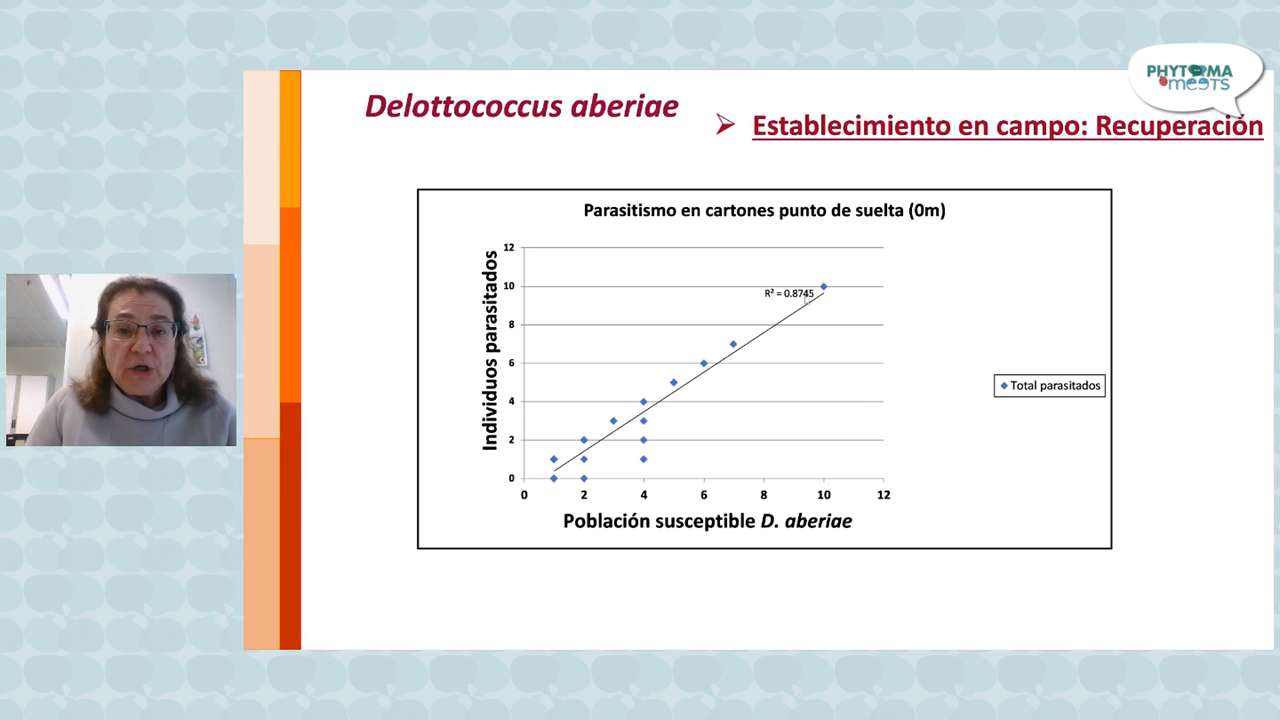 PHYTOMA
meets
Delottococcus aberiae
➢ Establecimiento en campo: Recuperación
Parasitismo en cartones punto de suelta (0m)
Individuos parasitados
12
10
8
6
4
2
0
R² = 0.8745
Total parasitados
0 2 4 6 8 10 12
Población susceptible D. aberiae